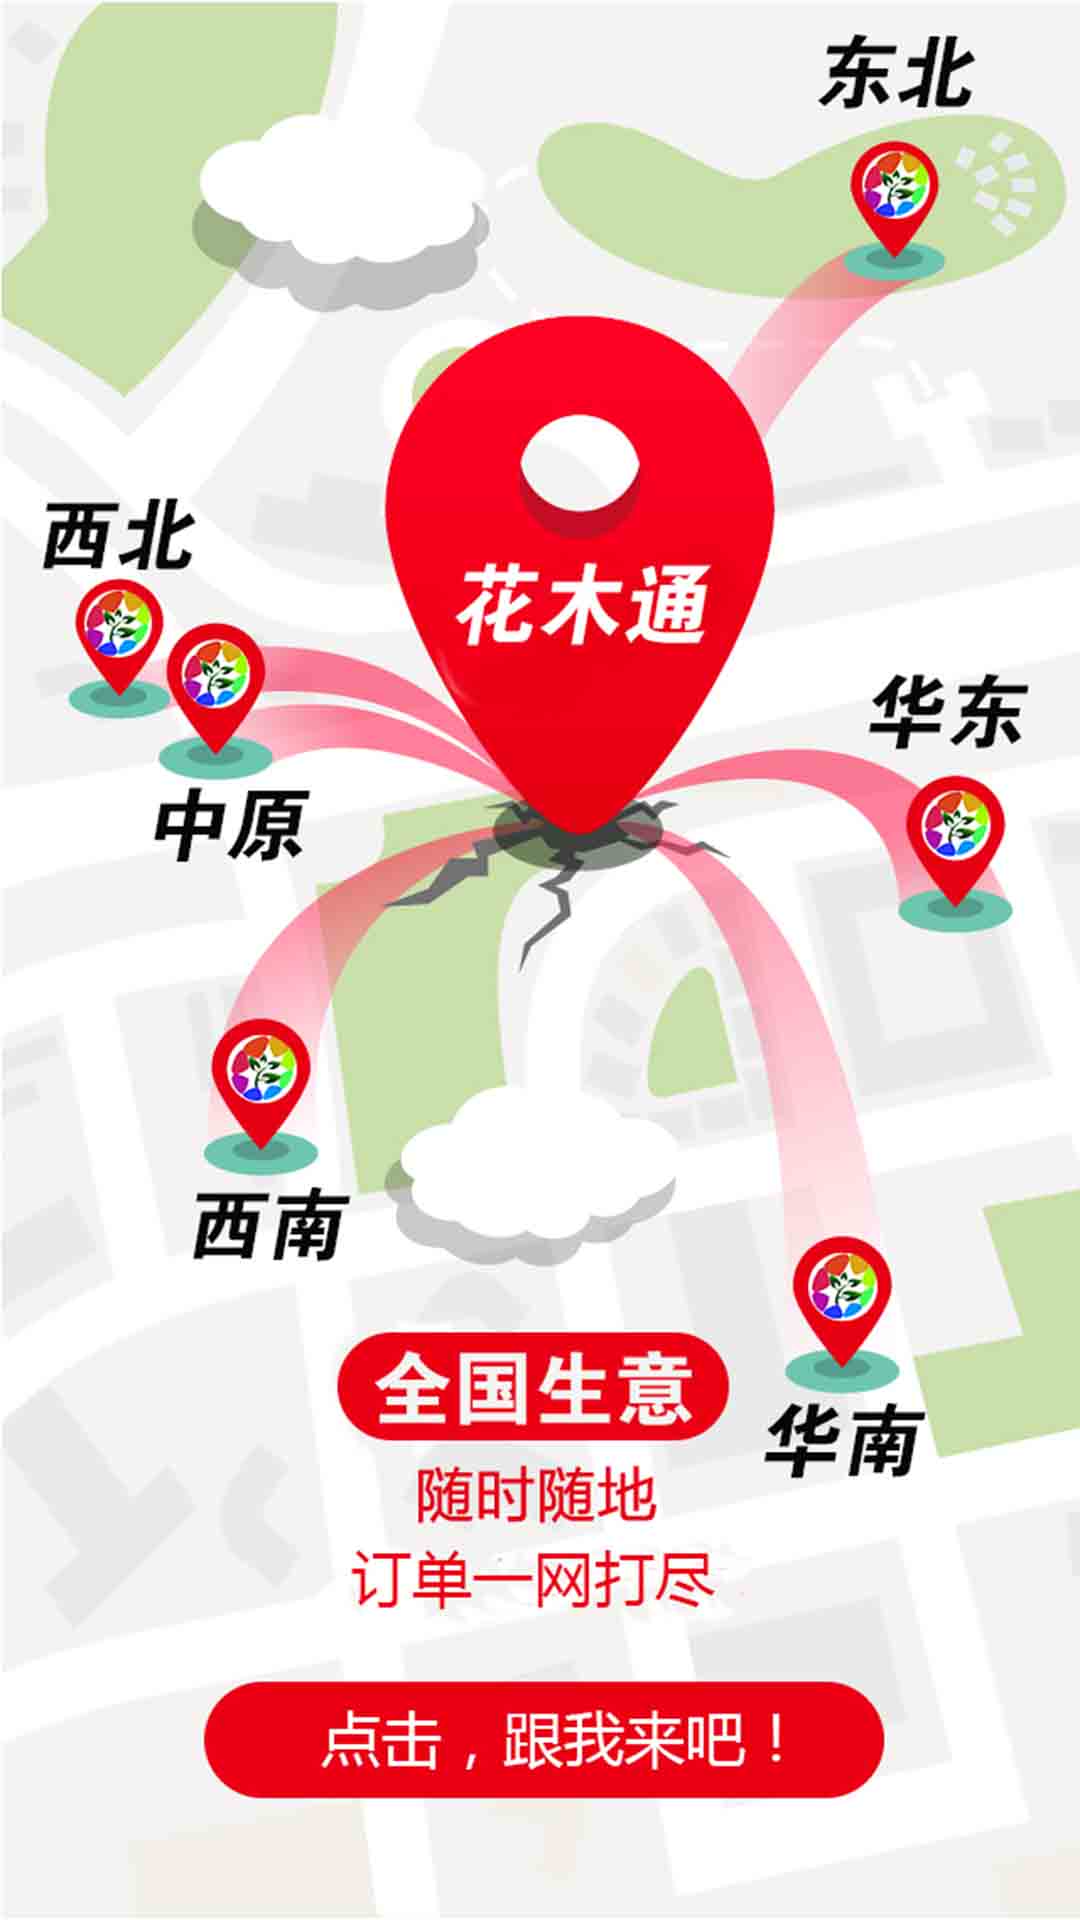 东北
西北
花木通
华东
中原
西南
华南
全国生意
随时随地
订单一网打尽
点击，跟我来吧！